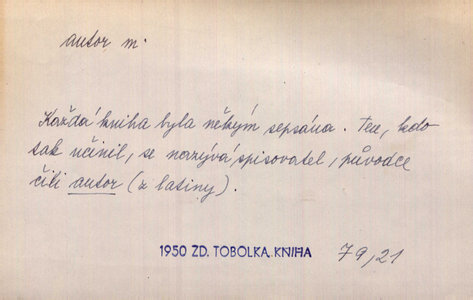 autor, m.
Každá kniha byla někým sepsána. Ten, kdo
tak učinil, se nazývá spisovatel, původce
čili autor (z latiny).
1950 ZD. TOBOLKA, KNIHA 79,21